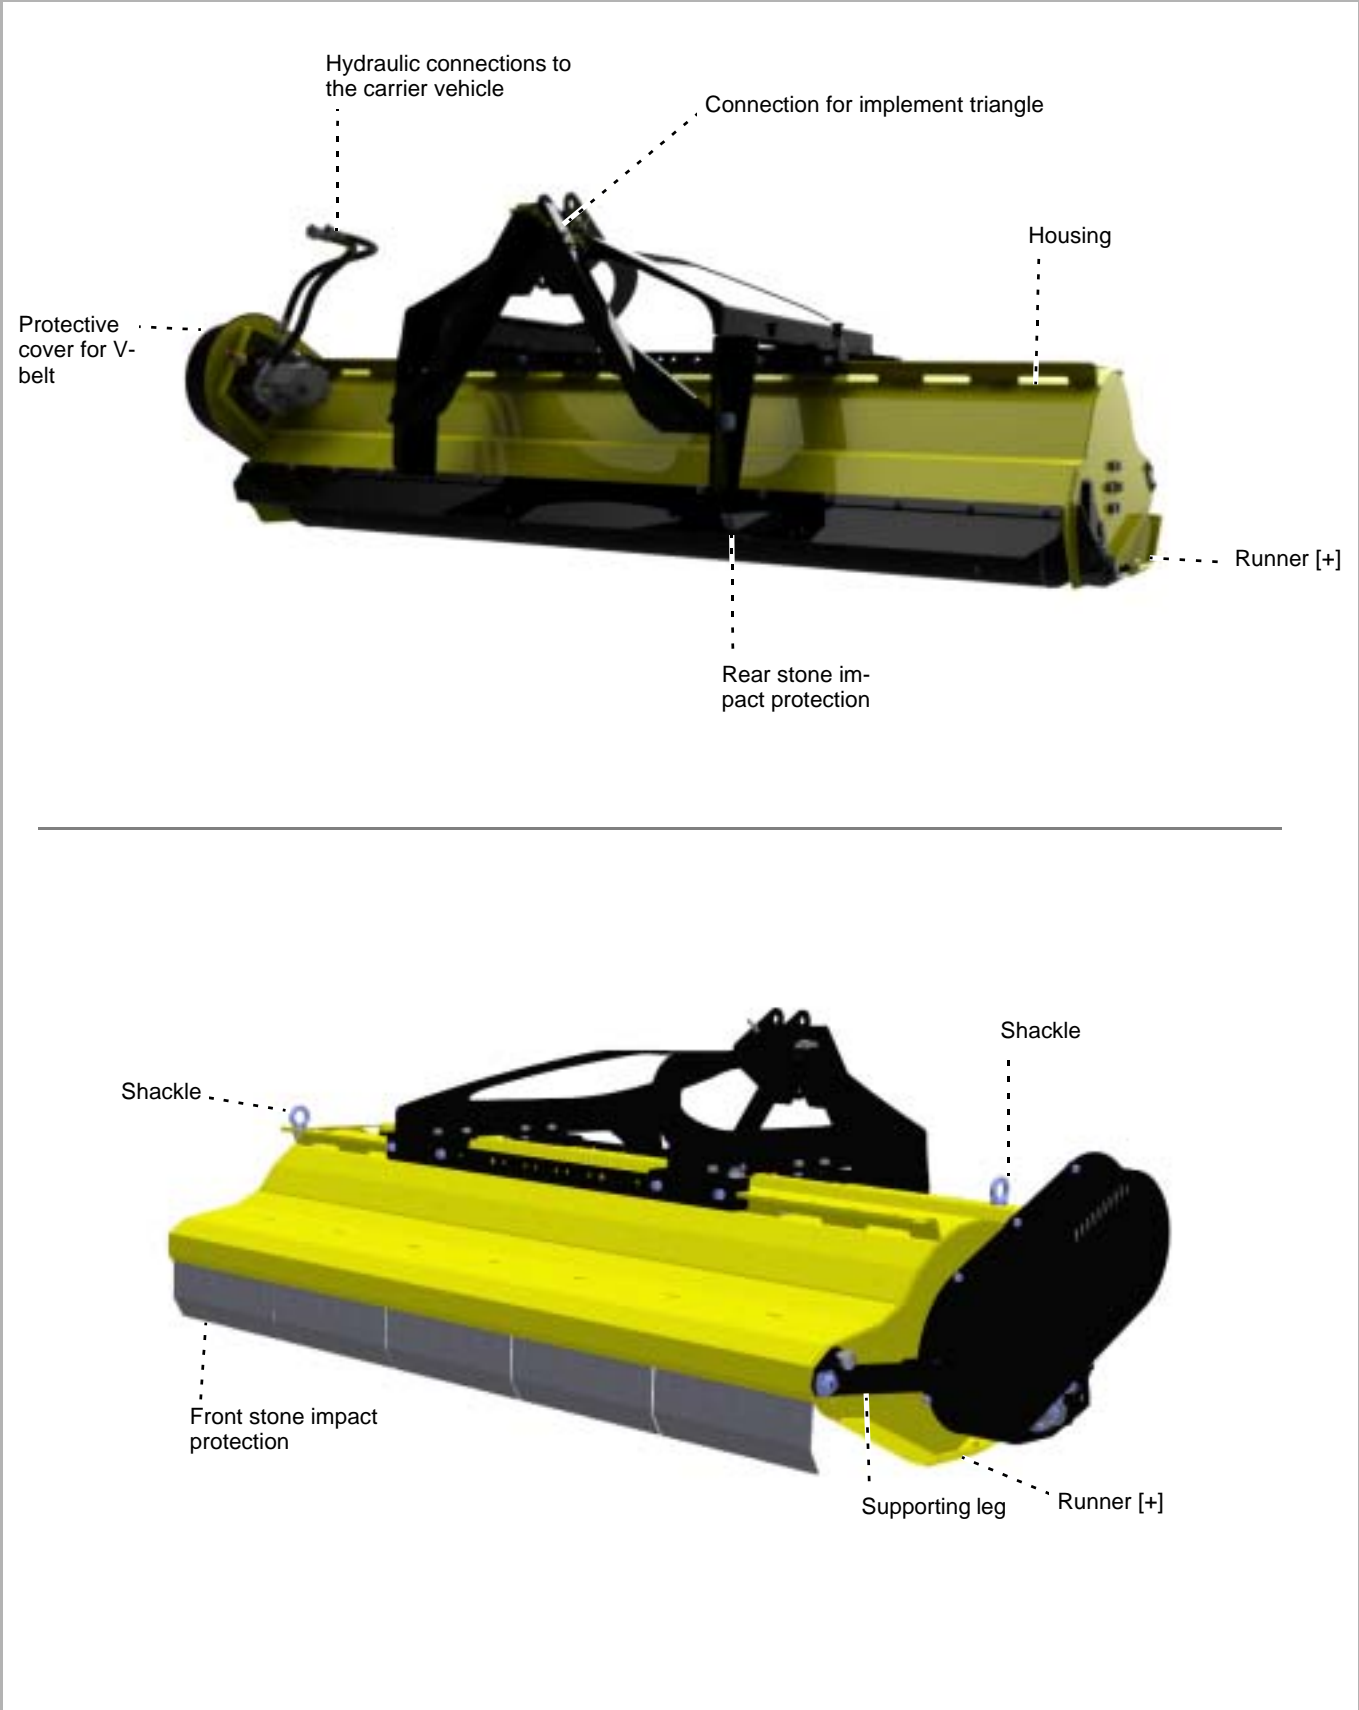 Hydraulic connections to
the carrier vehicle
Connection for implement triangle
Housing
Protective
cover for V-
belt
Runner [+]
Rear stone im-
pact protection
Shackle
Shackle
Front stone impact
protection
Supporting leg
Runner [+]